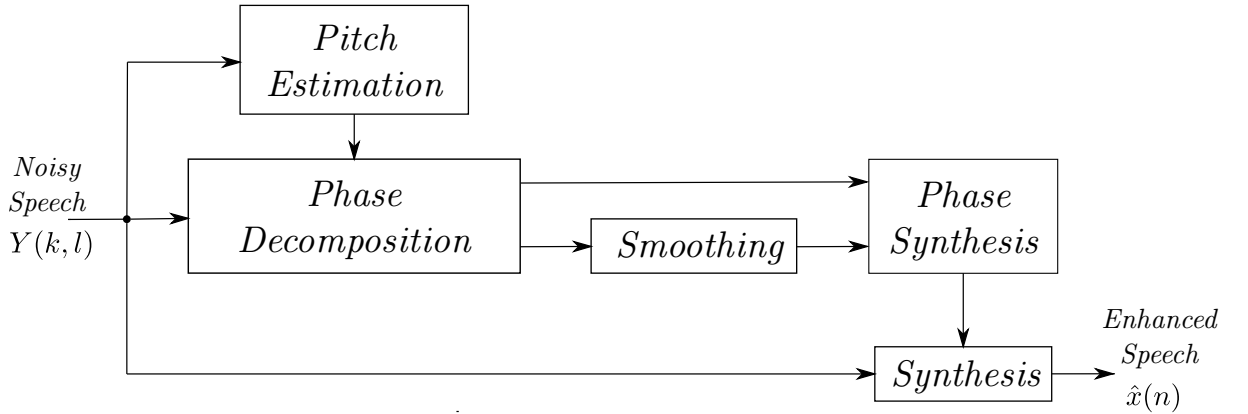 Pitch
Estimation
Noisy
Speech
Y(k, l)
Phase
Decomposition
Smoothing
Phase
Synthesis
Synthesis
Enhanced
Speech
x̂(n)